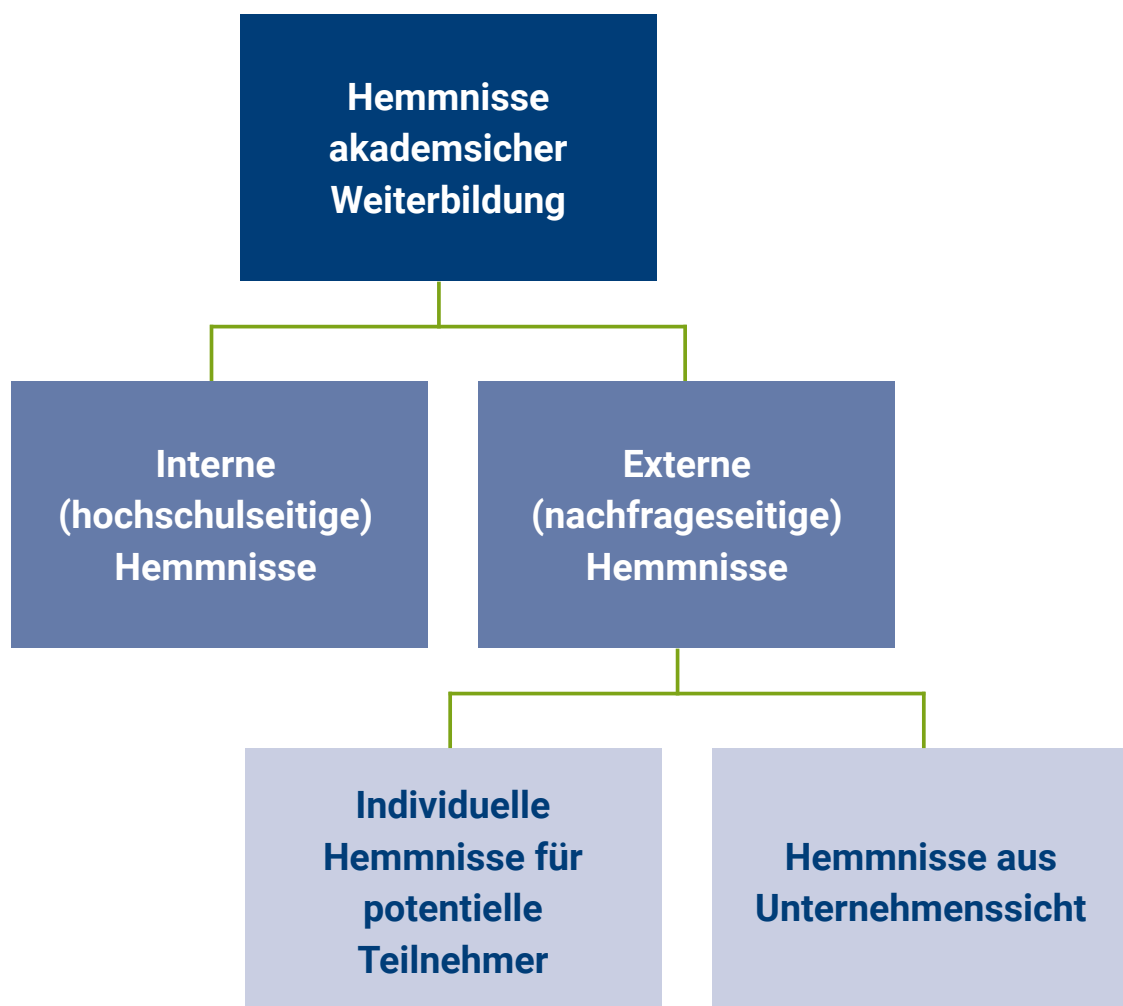 Hemmnisse
akademsicher
Weiterbildung
Interne
(hochschulseitige)
Hemmnisse
Externe
(nachfrageseitige)
Hemmnisse
Individuelle
Hemmnisse für
potentielle
Teilnehmer
Hemmnisse aus
Unternehmenssicht